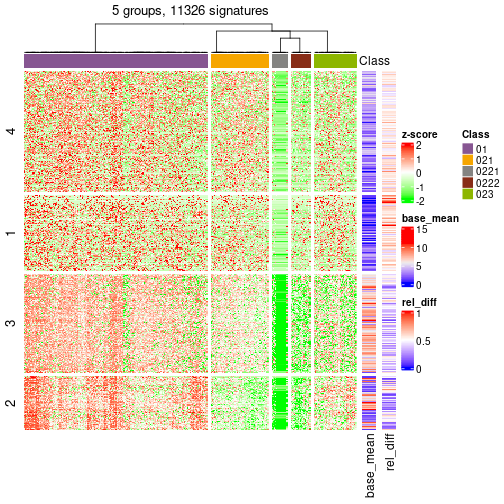 5 groups, 11326 signatures
Class
4
1
3
2
base_mean
rel_diff
z-score
2
1
0
-1
-2
base_mean
15
10
5
0
rel_diff
1
0.5
0
Class
01
021
0221
0222
023